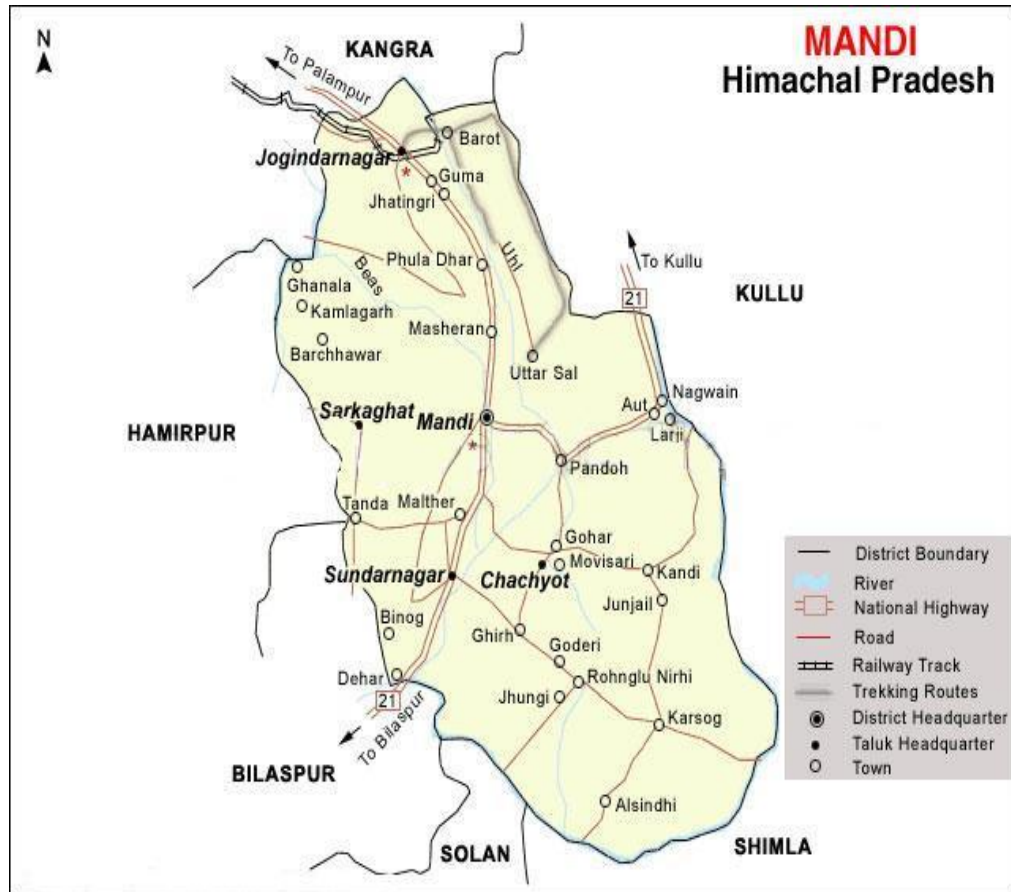 N
KANGRA
MANDI
Himachal Pradesh
To Palampur
Barot
Jogindarnagar
*
Guma
Jhatingri
Uhl
To Kullu
Phula Dhar
Beas
Ghanala
KULLU
21
Kamlagarh
Masheran
Barchhawar
Uttar Sal
Nagwain
Sarkaghat
Mandi
Aut
Larji
HAMIRPUR
*
Pandoh
Tanda
Malther
Gohar
Movisari
Kandi
Sundarnagar
Chachyot
Junjail
Binog
Ghirh
Goderi
Dehar
Rohnglu Nirhi
Jhungi
21
To Bilaspur
Karsog
BILASPUR
Alsindhi
SOLAN
SHIMLA
District Boundary
River
National Highway
Road
Railway Track
Trekking Routes
District Headquarter
Taluk Headquarter
Town